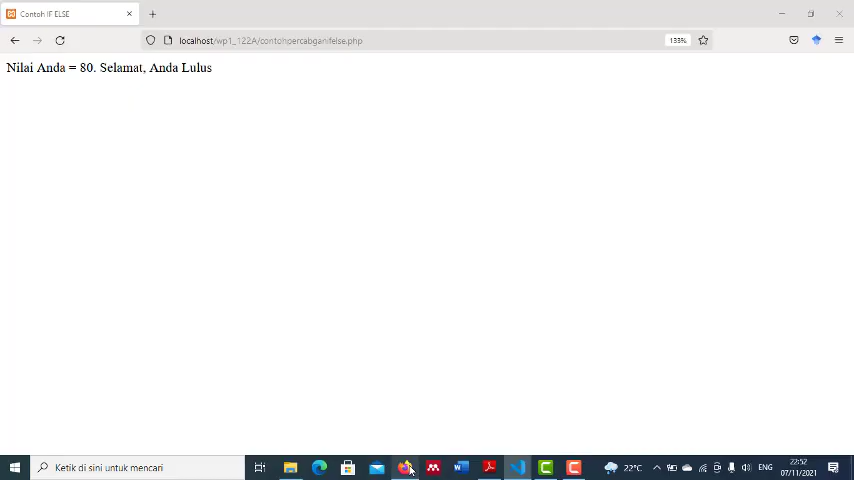 Contoh IF ELSE
localhost/wp1_122A/contohpercabganifelse.php
133%
Nilai Anda = 80. Selamat, Anda Lulus
Ketik di sini untuk mencari
22°C
ENG
22:52
07/11/2021